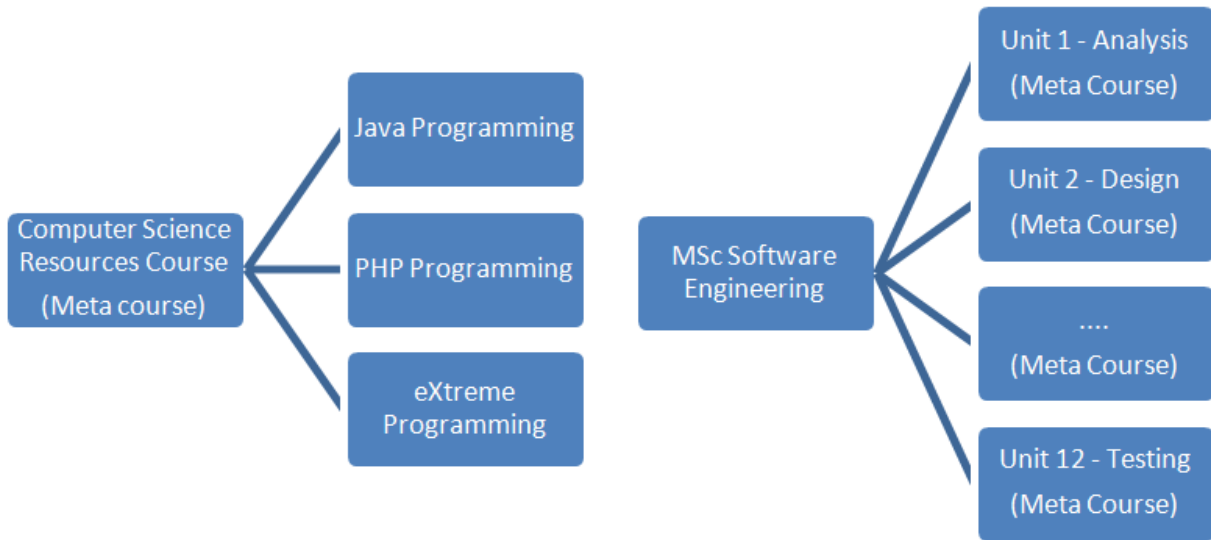 Computer Science
Resources Course
(Meta course)
Java Programming
PHP Programming
eXtreme
Programming
MSc Software
Engineering
Unit 1 - Analysis
(Meta Course)
Unit 2 - Design
(Meta Course)
....
(Meta Course)
Unit 12 - Testing
(Meta Course)